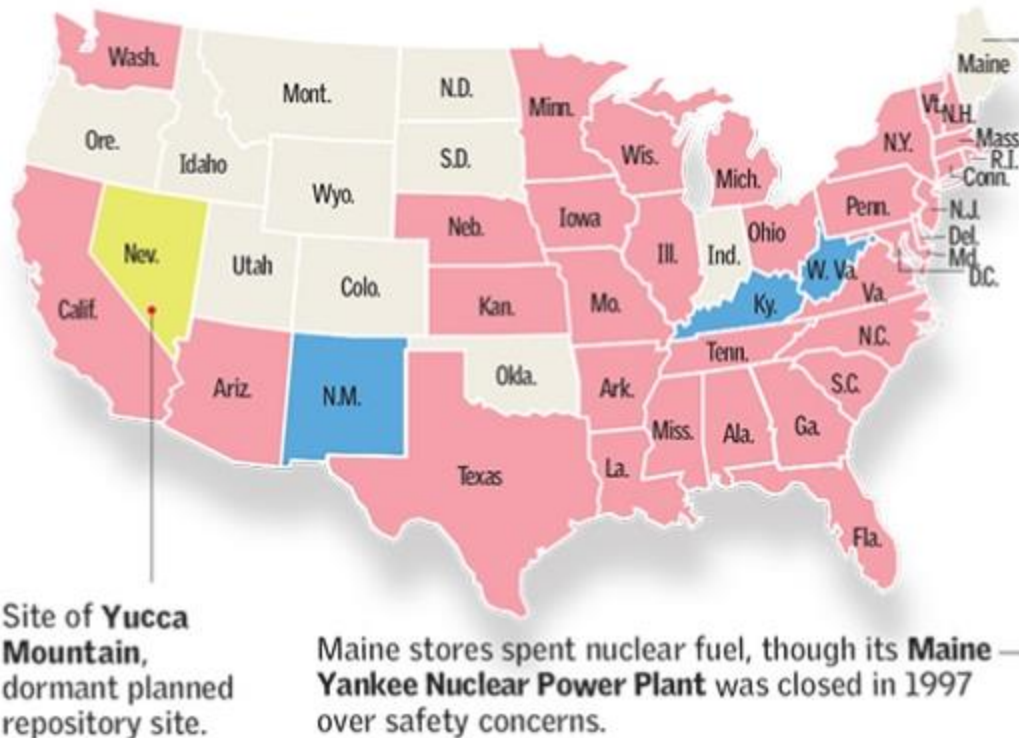 Wash.
Mont.
N.D.
Minn.
Maine
Vt.
N.H.
Ore.
Idaho
S.D.
Wis.
Mich.
N.Y.
Mass
R.I.
Conn.
Wyo.
Neb.
Iowa
Penn.
N.J.
Nev.
Utah
Colo.
Ill.
Ind.
Ohio
Del.
Md.
D.C.
Calif.
Kan.
Mo.
Ky.
W. Va.
Va.
N.C.
Tenn.
Ariz.
N.M.
Okla.
Ark.
S.C.
Miss.
Ala.
Ga.
Texas
La.
Fla.
Site of Yucca
Mountain,
dormant planned
repository site.
Maine stores spent nuclear fuel, though its Maine
Yankee Nuclear Power Plant was closed in 1997
over safety concerns.